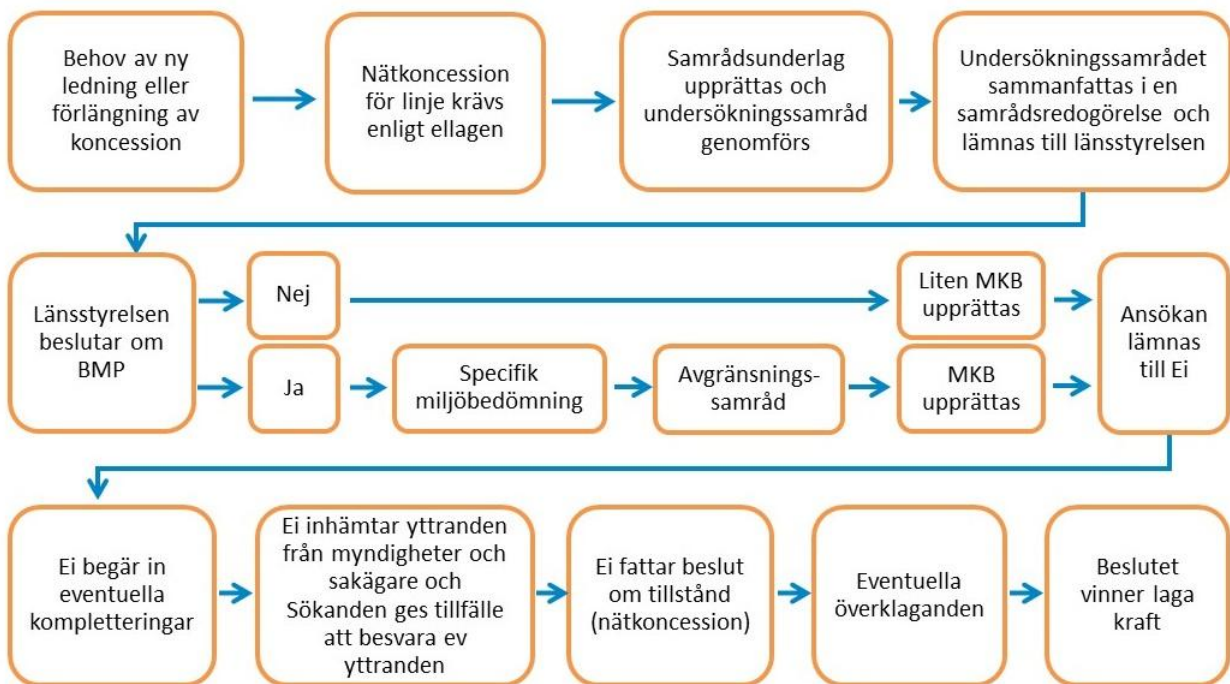 Behov av ny
ledning eller
förlängning av
koncession
Nätkoncession
för linje krävs
enligt ellagen
Samrådsunderlag
upprättas och
undersökningssamråd
genomförs
Undersökningssamrådet
sammanfattas i en
samrådsredogörelse och
lämnas till länsstyrelsen
Länsstyrelsen
beslutar om
BMP
Nej
Liten MKB
upprättas
Ja
Specifik
miljöbedömning
Avgränsnings-
samråd
MKB
upprättas
Ansökan
lämnas
till Ei
Ei begär in
eventuella
kompletteringar
Ei inhämtar yttranden
från myndigheter och
sakägare och
Sökanden ges tillfälle
att besvara ev
yttranden
Ei fattar beslut
om tillstånd
(nätkoncession)
Eventuella
överklaganden
Beslutet
vinner laga
kraft